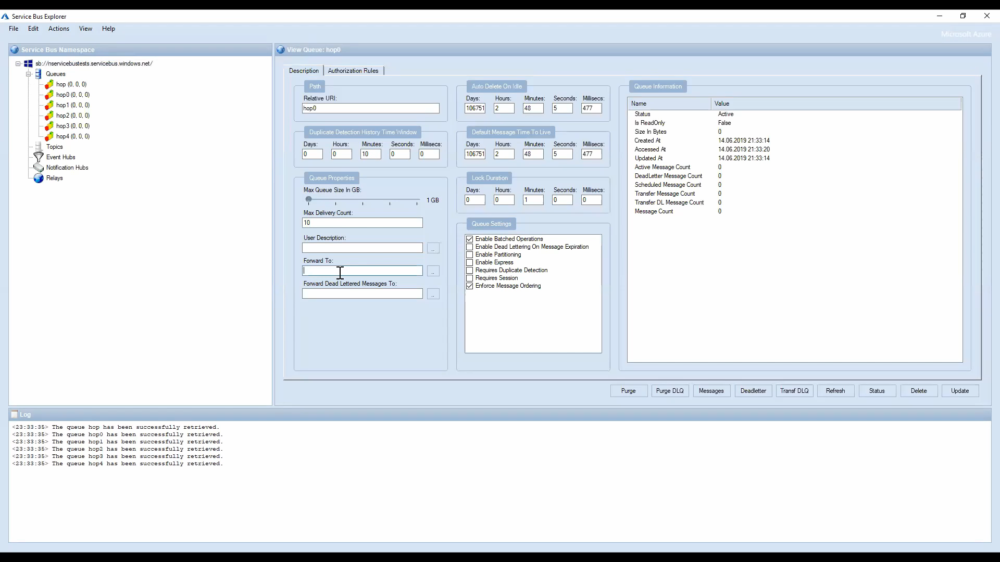 Service Bus Explorer
File Edit Actions View Help
Microsoft Azure
Service Bus Namespace
sb://nservicebustests.servicebus.windows.net/
Queues
hop (0, 0, 0)
hop0 (0, 0, 0)
hop1 (0, 0, 0)
hop2 (0, 0, 0)
hop3 (0, 0, 0)
hop4 (0, 0, 0)
Topics
Event Hubs
Notification Hubs
Relays
View Queue: hop0
Description Authorization Rules
Path
Relative URI:
hop0
Duplicate Detection History Time Window
Days: Hours: Minutes: Seconds: Millisecs:
0 0 10 0 0
Queue Properties
Max Queue Size In GB:
1 GB
Max Delivery Count:
10
User Description:
..
Forward To:
..
Forward Dead Lettered Messages To:
..
Auto Delete On Idle
Days: Hours: Minutes: Seconds: Millisecs:
106751 2 48 5 477
Default Message Time To Live
Days: Hours: Minutes: Seconds: Millisecs:
106751 2 48 5 477
Lock Duration
Days: Hours: Minutes: Seconds: Millisecs:
0 0 1 0 0
Queue Settings
Enable Batched Operations
Enable Dead Lettering On Message Expiration
Enable Partitioning
Enable Express
Requires Duplicate Detection
Requires Session
Enforce Message Ordering
Queue Information
Name Value
Status Active
Is ReadOnly False
Size In Bytes 0
Created At 14.06.2019 21:33:14
Accessed At 14.06.2019 21:33:20
Updated At 14.06.2019 21:33:14
Active Message Count 0
DeadLetter Message Count 0
Scheduled Message Count 0
Transfer Message Count 0
Transfer DL Message Count 0
Message Count 0
Purge Purge DLQ Messages Deadletter Transf DLQ Refresh Status Delete Update
Log
<23:33:35> The queue hop has been successfully retrieved.
<23:33:35> The queue hop0 has been successfully retrieved.
<23:33:35> The queue hop1 has been successfully retrieved.
<23:33:35> The queue hop2 has been successfully retrieved.
<23:33:35> The queue hop3 has been successfully retrieved.
<23:33:35> The queue hop4 has been successfully retrieved.